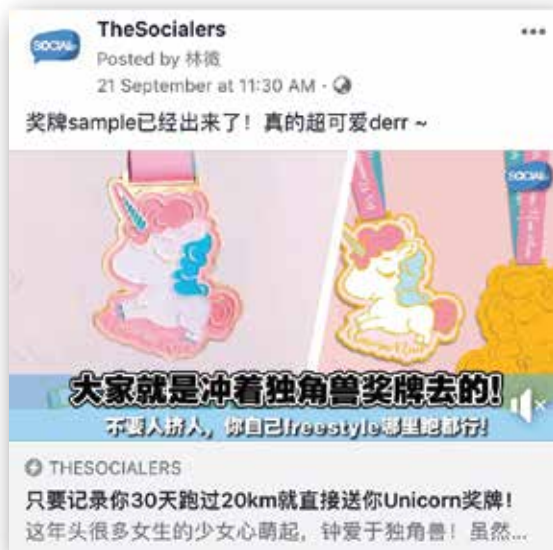 TheSocialers
SOCIAL
Posted by 林微
21 September at 11:30 AM
奖牌sample已经出来了！真的超可爱derr ~
SOCIAL
大家就是冲着独角兽奖牌去的!
不要人挤人，你自己freestyle哪里跑都行!
THESOCIALERS
只要记录你30天跑过20km就直接送你Unicorn奖牌！
这年头很多女生的少女心萌起，钟爱于独角兽！虽然...